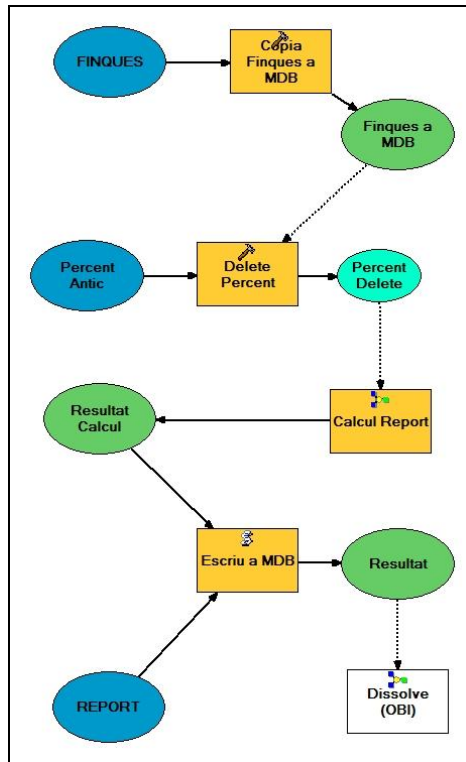 FINQUES
Copia
Finques a
MDB
Finques a
MDB
Percent
Antic
Delete
Percent
Percent
Delete
Resultat
Calcul
Calcul Report
Escriu a MDB
Resultat
REPORT
Dissolve
(OBI)